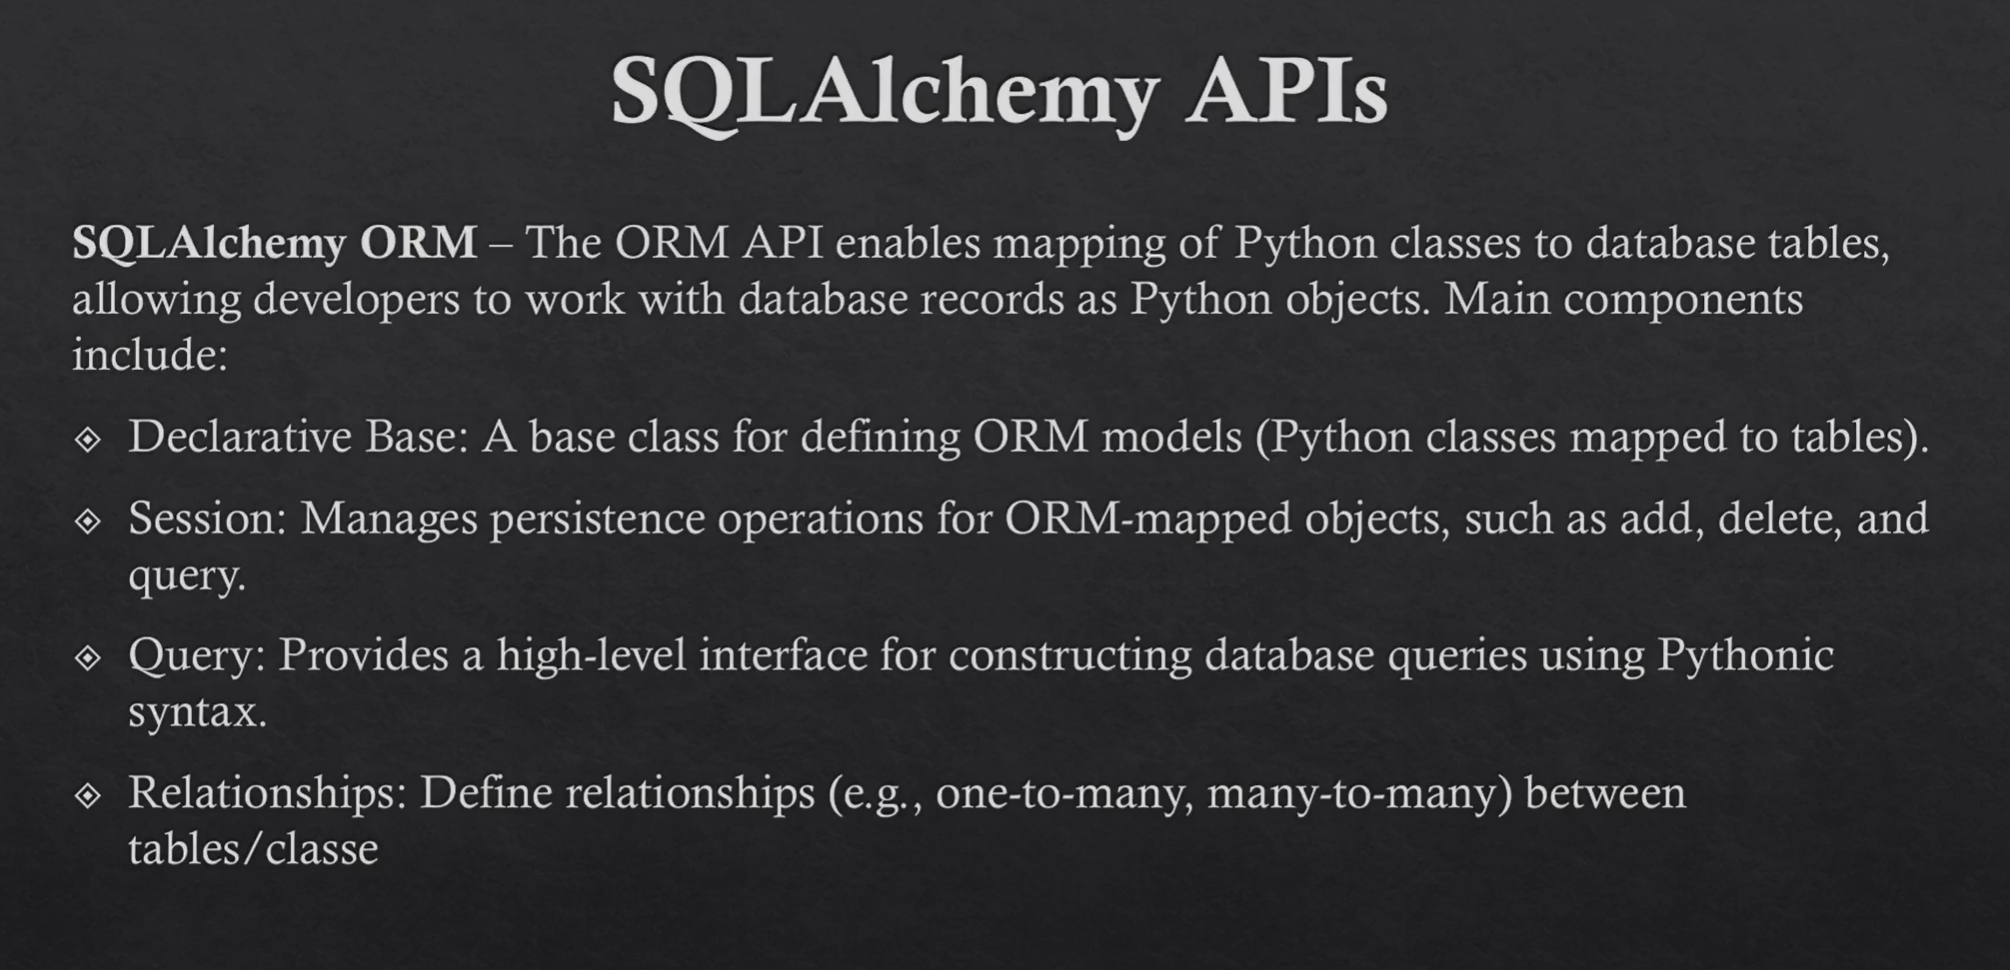 SQLAlchemy APIs
SQLAlchemy ORM – The ORM API enables mapping of Python classes to database tables,
allowing developers to work with database records as Python objects. Main components
include:
Declarative Base: A base class for defining ORM models (Python classes mapped to tables).
Session: Manages persistence operations for ORM-mapped objects, such as add, delete, and
query.
Query: Provides a high-level interface for constructing database queries using Pythonic
syntax.
Relationships: Define relationships (e.g., one-to-many, many-to-many) between
tables/classe